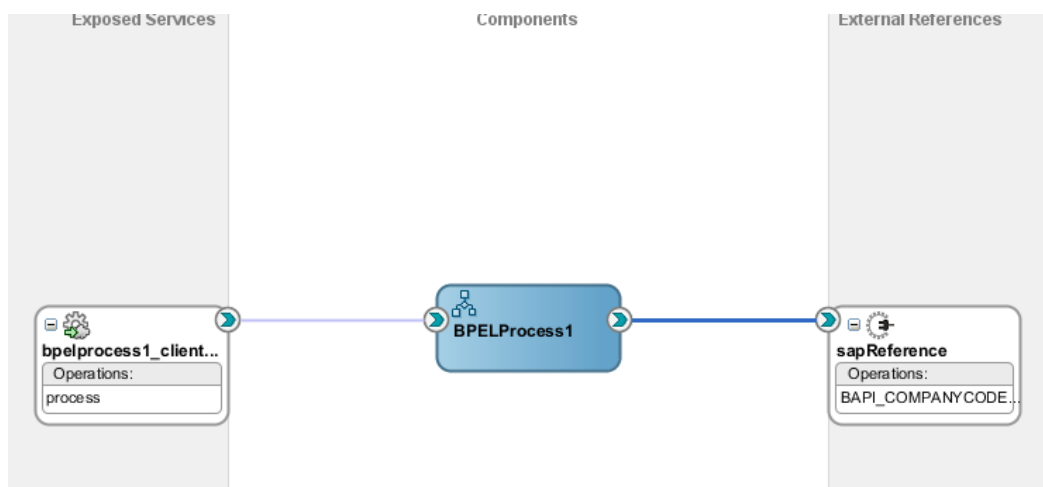 Exposed Services
Components
External References
bpelprocess1_client...
Operations:
process
BPELProcess1
sapReference
Operations:
BAPI_COMPANYCODE...